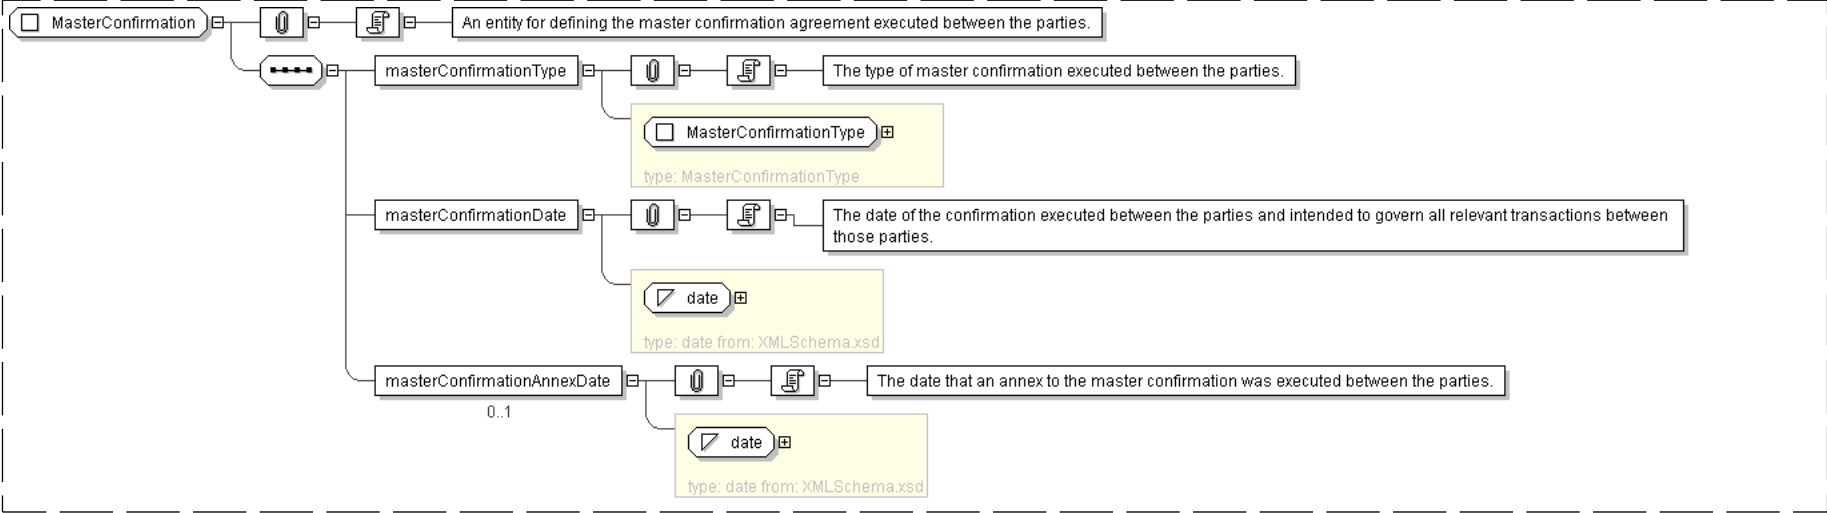 MasterConfirmation
An entity for defining the master confirmation agreement executed between the parties.
masterConfirmationType
The type of master confirmation executed between the parties.
MasterConfirmationType
type: MasterConfirmationType
masterConfirmationDate
The date of the confirmation executed between the parties and intended to govern all relevant transactions between
those parties.
date
type: date from: XMLSchema.xsd
masterConfirmationAnnexDate
The date that an annex to the master confirmation was executed between the parties.
0..1
date
type: date from: XMLSchema.xsd